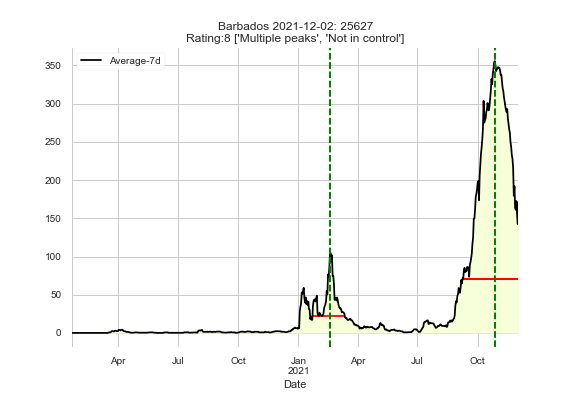 Barbados 2021-12-02: 25627
Rating:8 ['Multiple peaks', 'Not in control']
Average-7d
350
300
250
200
150
100
50
0
Apr Jul Oct Jan Apr Jul Oct
2021
Date